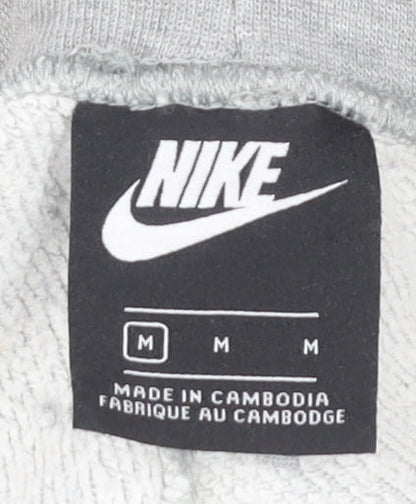 NIKE
M M M
MADE IN CAMBODIA
FABRIQUE AU CAMBODGE